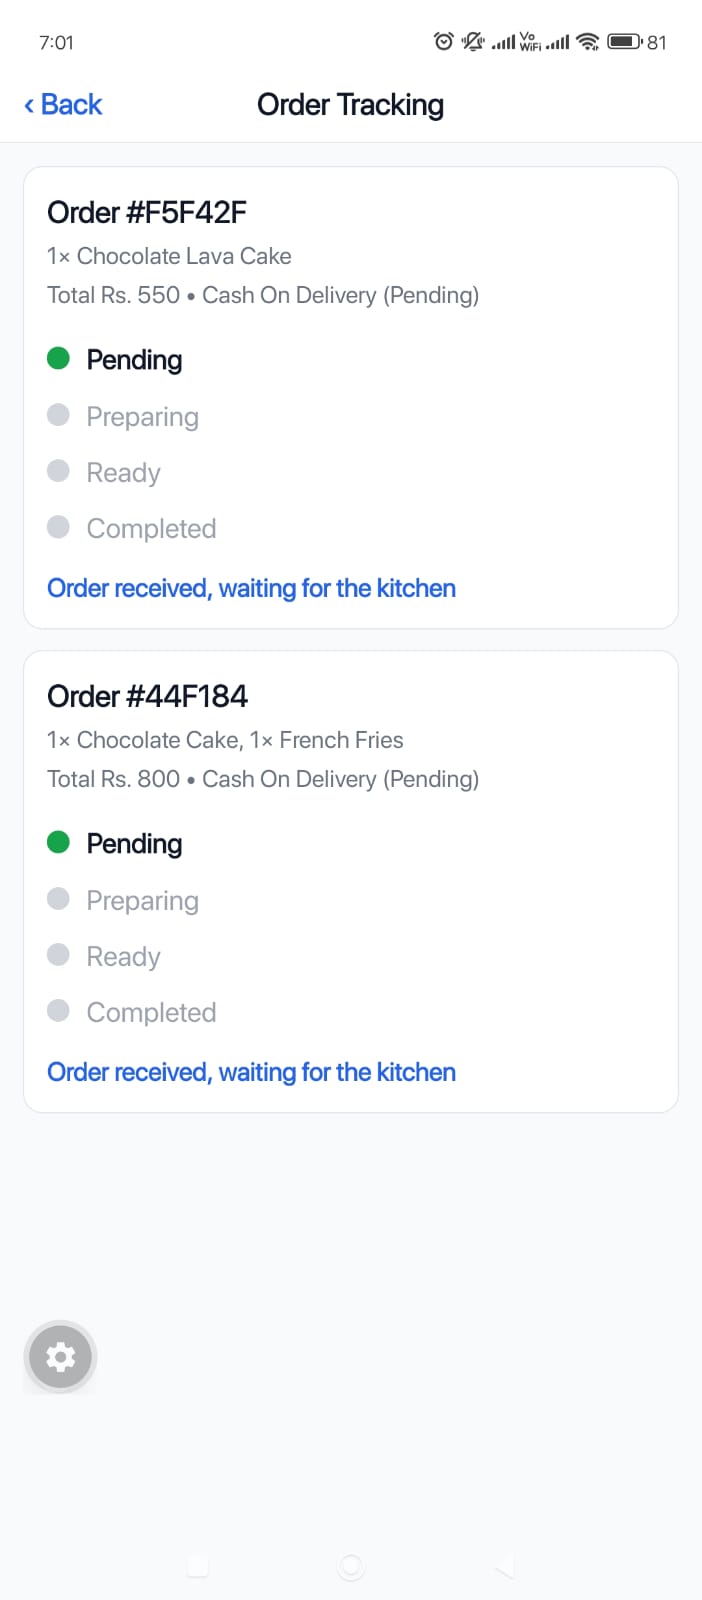 7:01
Vo
WiFi
81
‹ Back
Order Tracking
Order #F5F42F
1× Chocolate Lava Cake
Total Rs. 550 • Cash On Delivery (Pending)
Pending
Preparing
Ready
Completed
Order received, waiting for the kitchen
Order #44F184
1× Chocolate Cake, 1× French Fries
Total Rs. 800 • Cash On Delivery (Pending)
Pending
Preparing
Ready
Completed
Order received, waiting for the kitchen